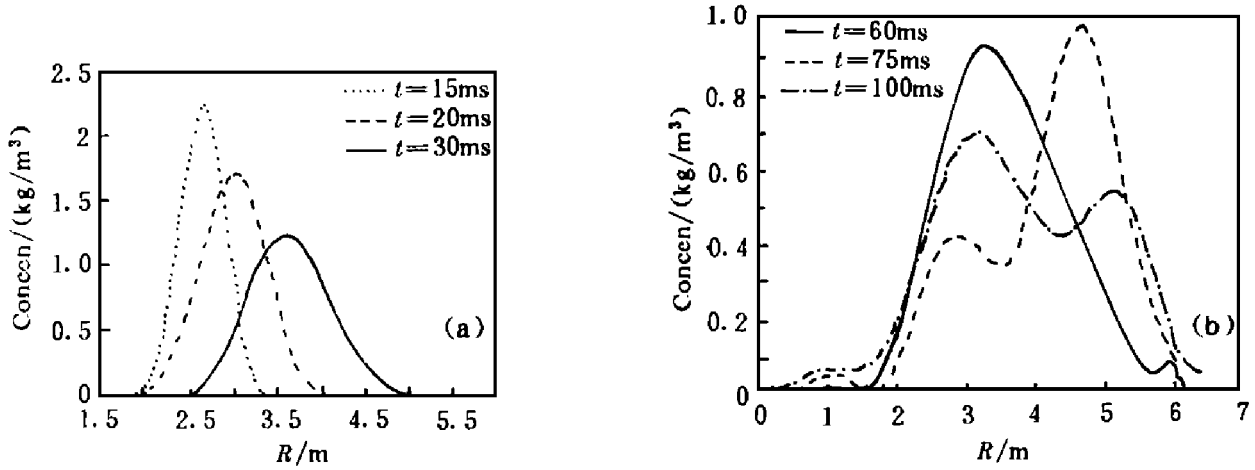 2.5
2
1.5
1.0
0.5
0
Concen/(kg/m³)
t=15ms
t=20ms
t=30ms
(a)
1.5 2.5 3.5 4.5 5.5
R/m
1.0
0.8
0.6
0.4
0.2
0
Concen/(kg/m³)
t=60ms
t=75ms
t=100ms
(b)
0 1 2 3 4 5 6 7
R/m